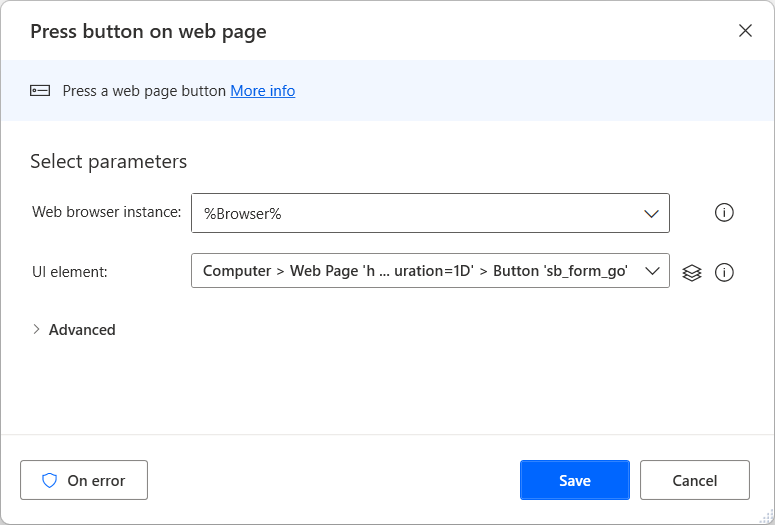 Press button on web page
Press a web page button More info
Select parameters
Web browser instance: %Browser%
UI element: Computer > Web Page 'h ... uration=1D' > Button 'sb_form_go'
Advanced
On error Save Cancel